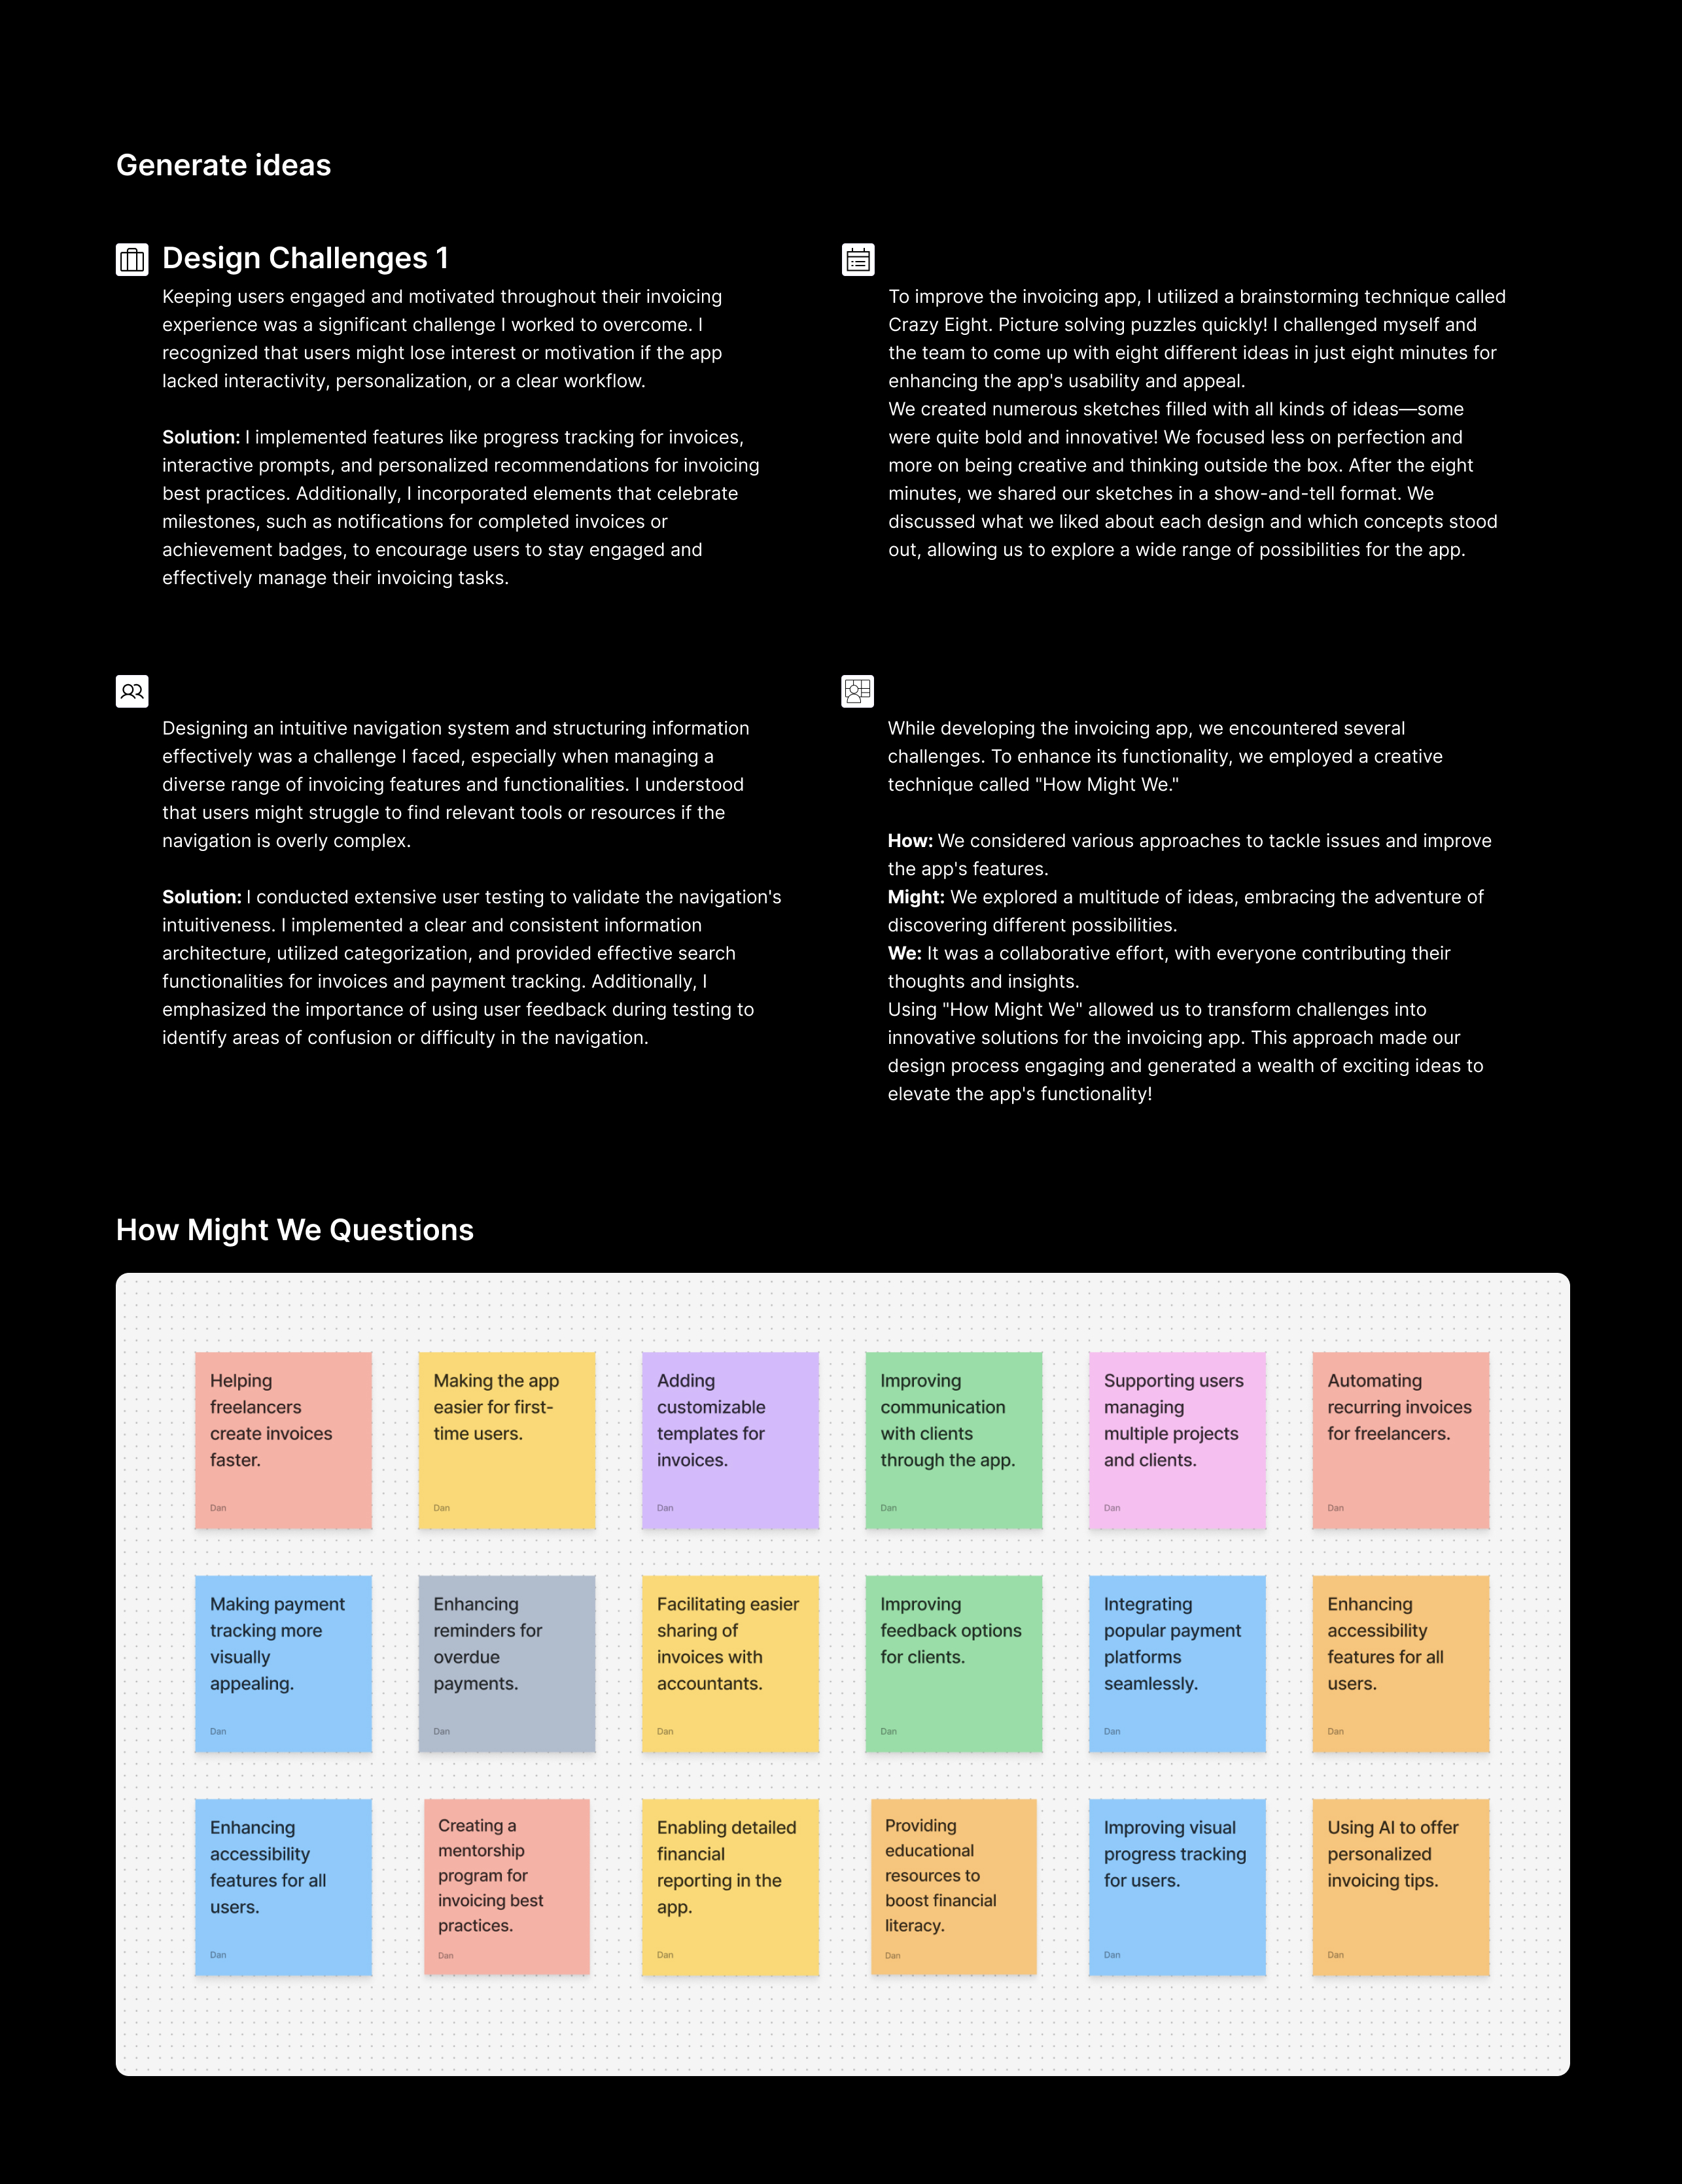 Generate ideas
Design Challenges 1
Keeping users engaged and motivated throughout their invoicing
experience was a significant challenge I worked to overcome. I
recognized that users might lose interest or motivation if the app
lacked interactivity, personalization, or a clear workflow.
Solution: I implemented features like progress tracking for invoices,
interactive prompts, and personalized recommendations for invoicing
best practices. Additionally, I incorporated elements that celebrate
milestones, such as notifications for completed invoices or
achievement badges, to encourage users to stay engaged and
effectively manage their invoicing tasks.
To improve the invoicing app, I utilized a brainstorming technique called
Crazy Eight. Picture solving puzzles quickly! I challenged myself and
the team to come up with eight different ideas in just eight minutes for
enhancing the app's usability and appeal.
We created numerous sketches filled with all kinds of ideas—some
were quite bold and innovative! We focused less on perfection and
more on being creative and thinking outside the box. After the eight
minutes, we shared our sketches in a show-and-tell format. We
discussed what we liked about each design and which concepts stood
out, allowing us to explore a wide range of possibilities for the app.
Designing an intuitive navigation system and structuring information
effectively was a challenge I faced, especially when managing a
diverse range of invoicing features and functionalities. I understood
that users might struggle to find relevant tools or resources if the
navigation is overly complex.
Solution: I conducted extensive user testing to validate the navigation's
intuitiveness. I implemented a clear and consistent information
architecture, utilized categorization, and provided effective search
functionalities for invoices and payment tracking. Additionally, I
emphasized the importance of using user feedback during testing to
identify areas of confusion or difficulty in the navigation.
While developing the invoicing app, we encountered several
challenges. To enhance its functionality, we employed a creative
technique called "How Might We."
How: We considered various approaches to tackle issues and improve
the app's features.
Might: We explored a multitude of ideas, embracing the adventure of
discovering different possibilities.
We: It was a collaborative effort, with everyone contributing their
thoughts and insights.
Using "How Might We" allowed us to transform challenges into
innovative solutions for the invoicing app. This approach made our
design process engaging and generated a wealth of exciting ideas to
elevate the app's functionality!
How Might We Questions
Helping
freelancers
create invoices
faster.
Dan
Making the app
easier for first-
time users.
Dan
Adding
customizable
templates for
invoices.
Dan
Improving
communication
with clients
through the app.
Dan
Supporting users
managing
multiple projects
and clients.
Dan
Automating
recurring invoices
for freelancers.
Dan
Making payment
tracking more
visually
appealing.
Dan
Enhancing
reminders for
overdue
payments.
Dan
Facilitating easier
sharing of
invoices with
accountants.
Dan
Improving
feedback options
for clients.
Dan
Integrating
popular payment
platforms
seamlessly.
Dan
Enhancing
accessibility
features for all
users.
Dan
Enhancing
accessibility
features for all
users.
Dan
Creating a
mentorship
program for
invoicing best
practices.
Dan
Enabling detailed
financial
reporting in the
app.
Dan
Providing
educational
resources to
boost financial
literacy.
Dan
Improving visual
progress tracking
for users.
Dan
Using AI to offer
personalized
invoicing tips.
Dan